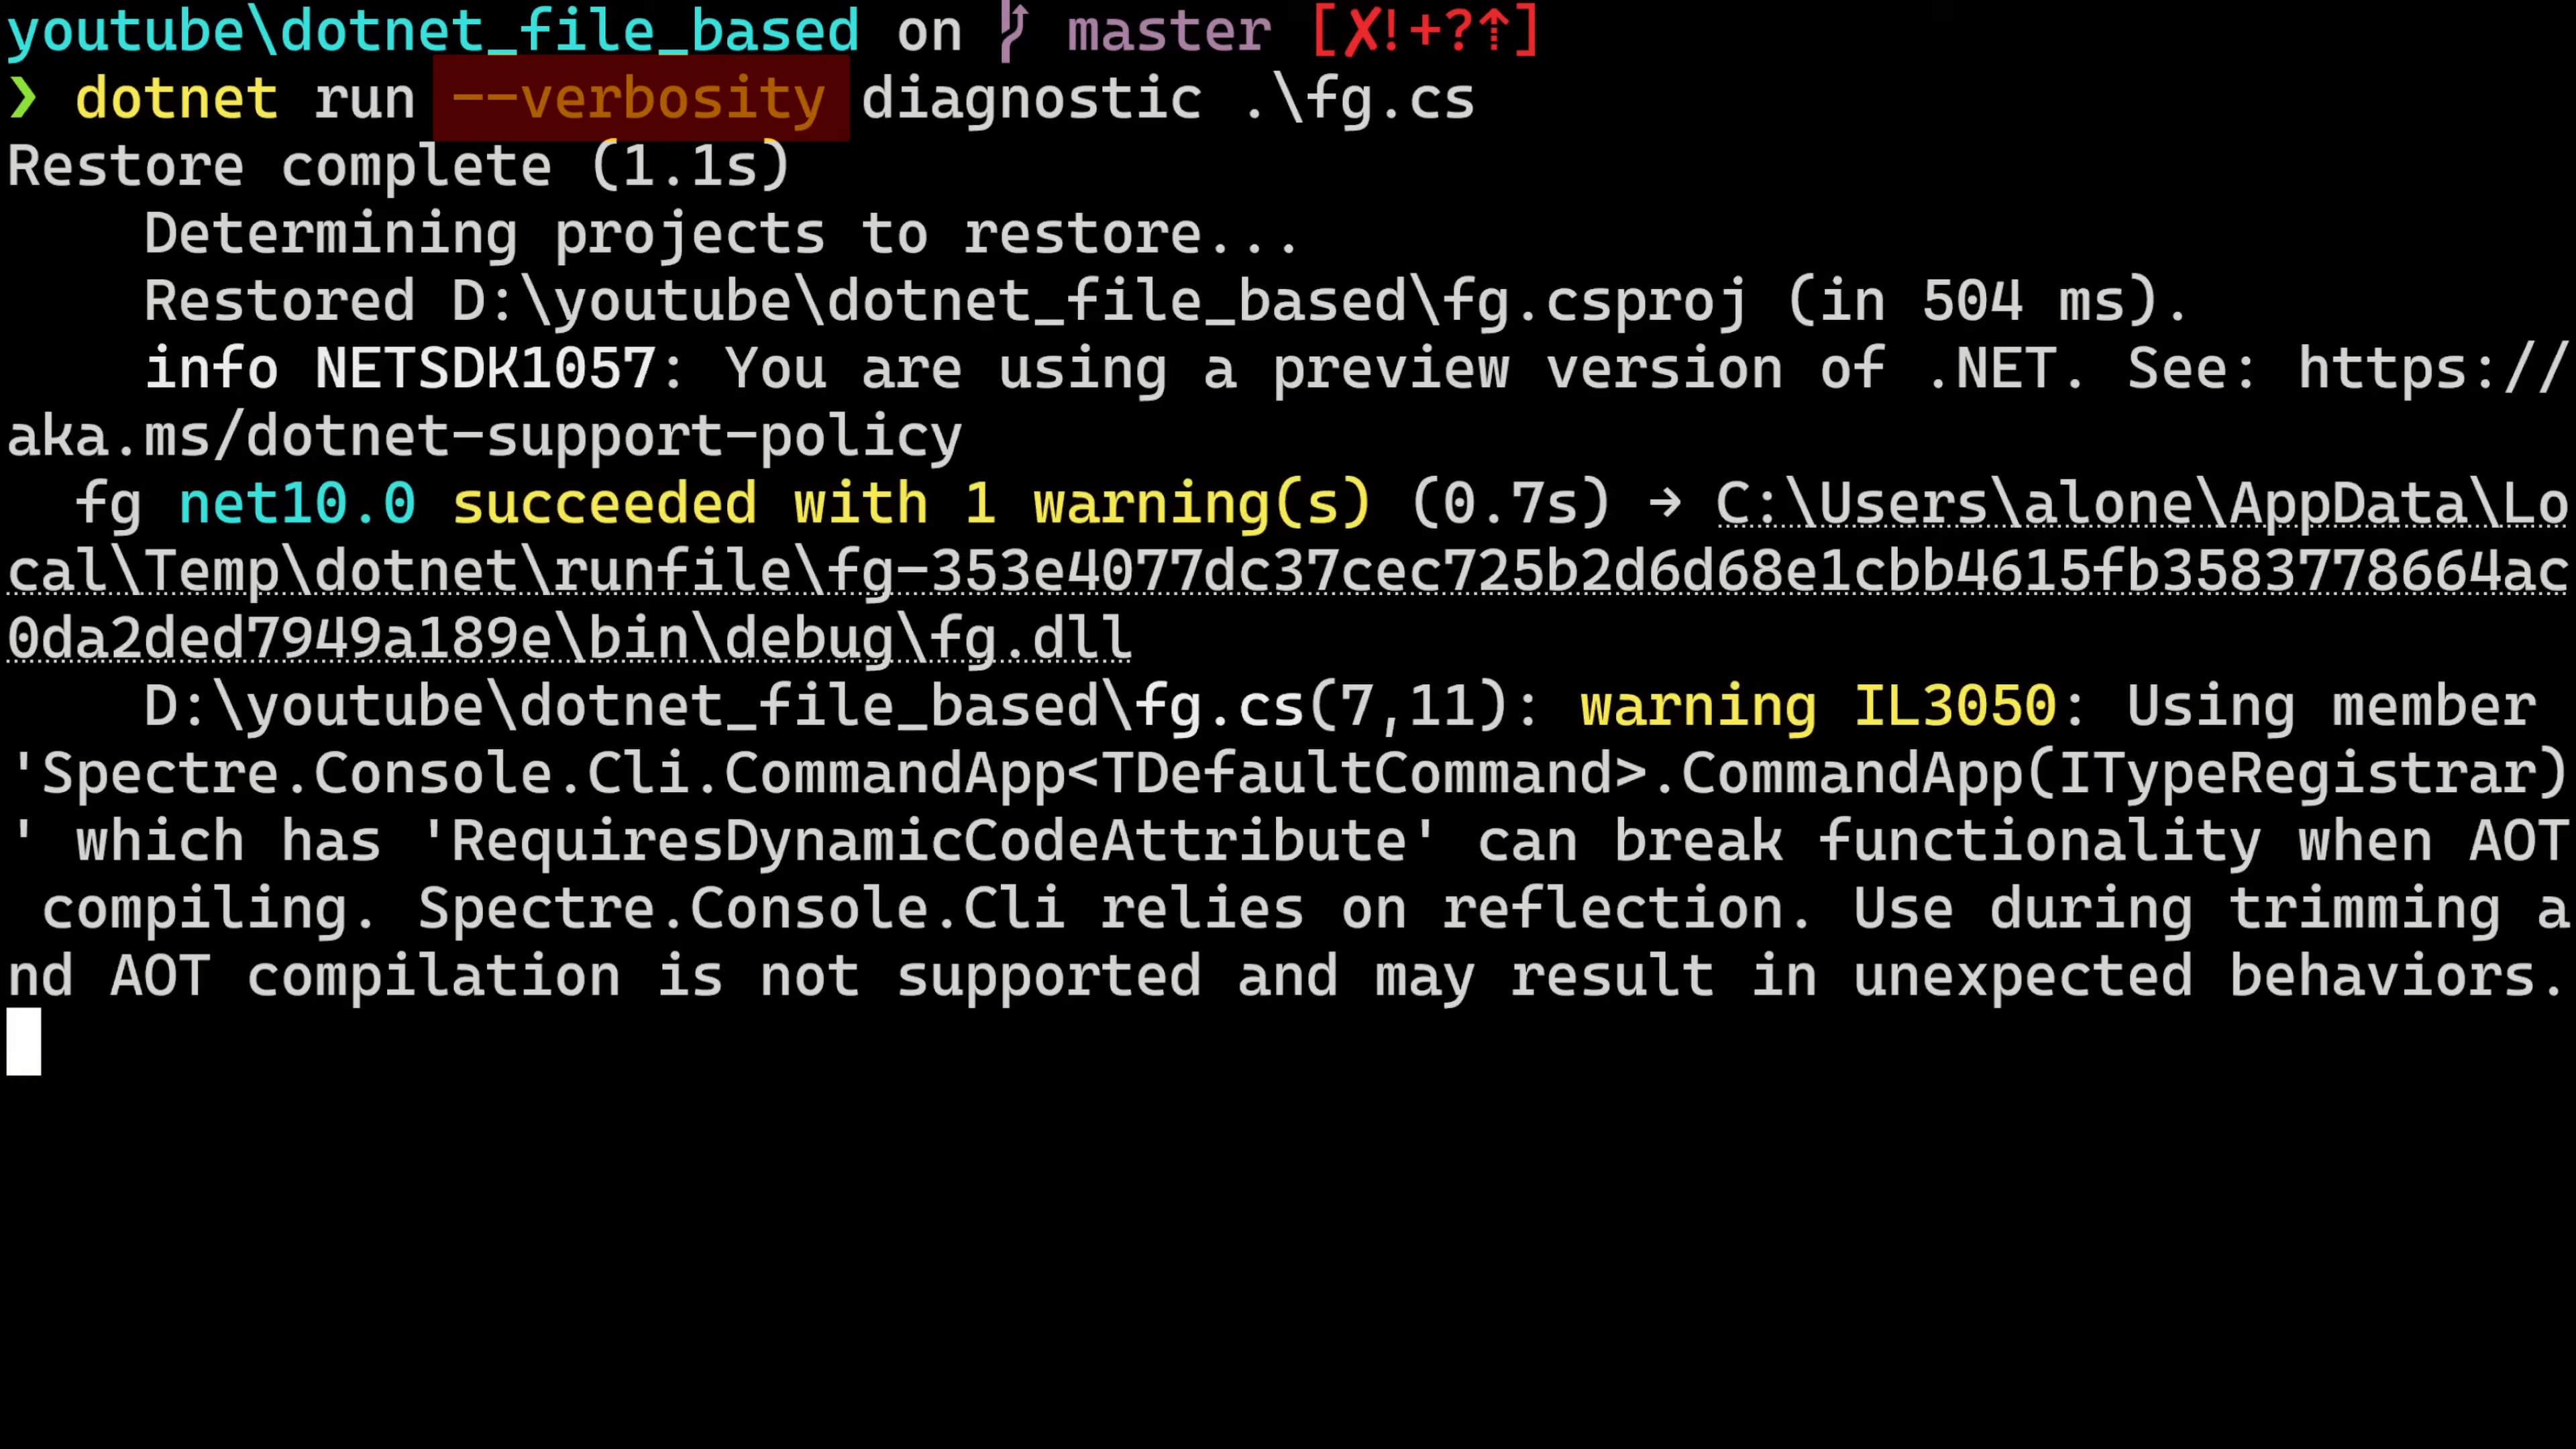 youtube\dotnet_file_based on master [✗!+?⇡]
❯ dotnet run --verbosity diagnostic .\fg.cs
Restore complete (1.1s)
Determining projects to restore...
Restored D:\youtube\dotnet_file_based\fg.csproj (in 504 ms).
info NETSDK1057: You are using a preview version of .NET. See: https://
aka.ms/dotnet-support-policy
fg net10.0 succeeded with 1 warning(s) (0.7s) → C:\Users\alone\AppData\Lo
cal\Temp\dotnet\runfile\fg-353e4077dc37cec725b2d6d68e1cbb4615fb3583778664ac
0da2ded7949a189e\bin\debug\fg.dll
D:\youtube\dotnet_file_based\fg.cs(7,11): warning IL3050: Using member
'Spectre.Console.Cli.CommandApp<TDefaultCommand>.CommandApp(ITypeRegistrar)
' which has 'RequiresDynamicCodeAttribute' can break functionality when AOT
compiling. Spectre.Console.Cli relies on reflection. Use during trimming a
nd AOT compilation is not supported and may result in unexpected behaviors.